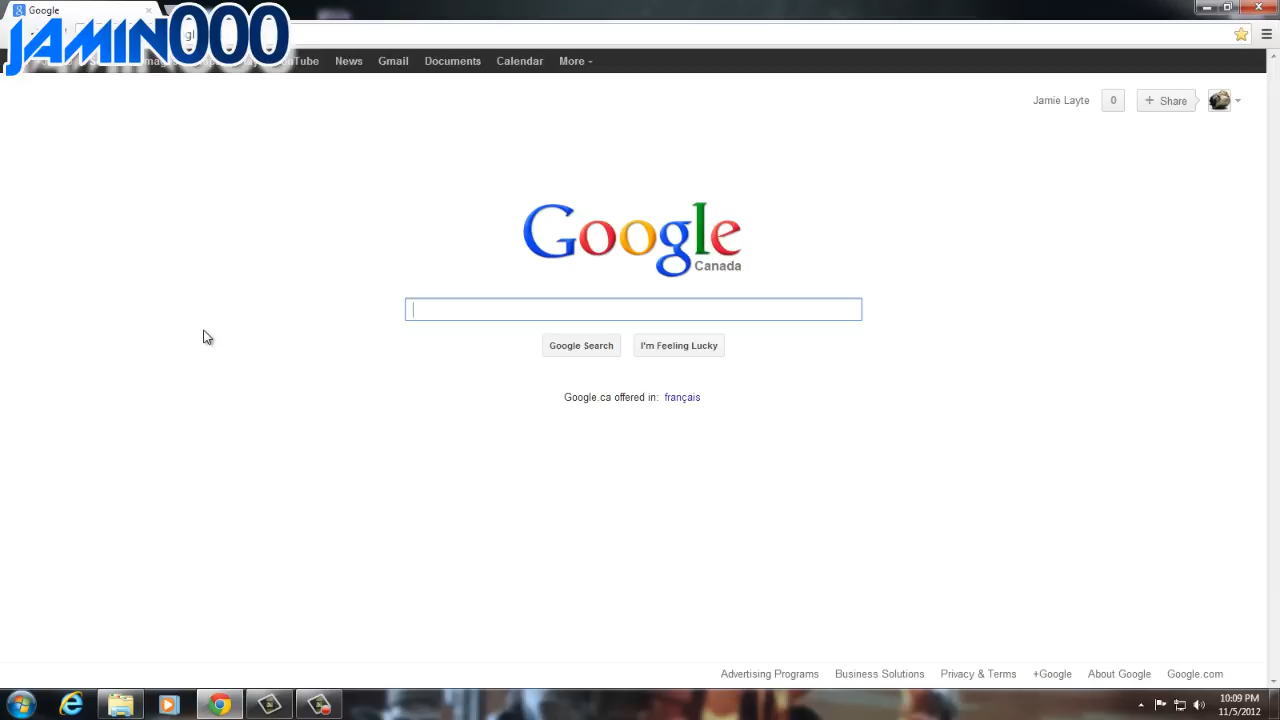 Google
JAMIN000
YouTube News Gmail Documents Calendar More
Jamie Layte 0 + Share
Google
Canada
Google Search I'm Feeling Lucky
Google.ca offered in: français
Advertising Programs Business Solutions Privacy & Terms +Google About Google Google.com
10:09 PM
11/5/2012